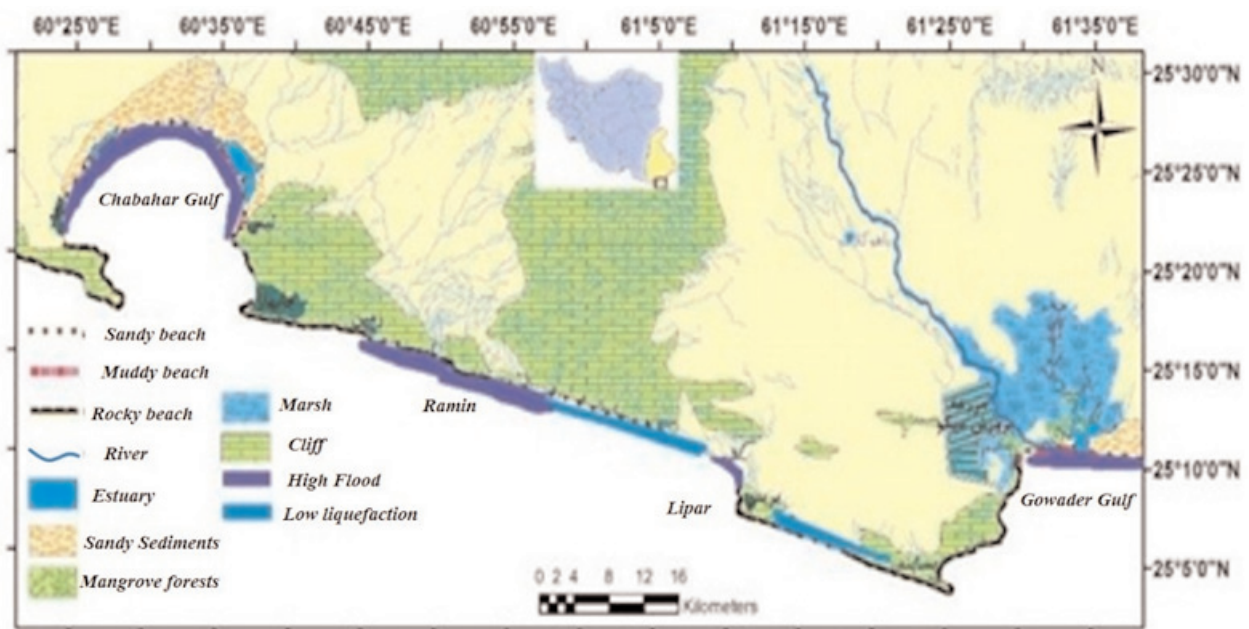 60°25'0"E 60°35'0"E 60°45'0"E 60°55'0"E 61°5'0"E 61°15'0"E 61°25'0"E 61°35'0"E
N
25°30'0"N
25°25'0"N
25°20'0"N
25°15'0"N
25°10'0"N
25°5'0"N
Chabahar Gulf
Ramin
Lipar
Gowader Gulf
Sandy beach
Muddy beach
Rocky beach
River
Estuary
Sandy Sediments
Mangrove forests
Marsh
Cliff
High Flood
Low liquefaction
0 2 4 8 12 16
Kilometers